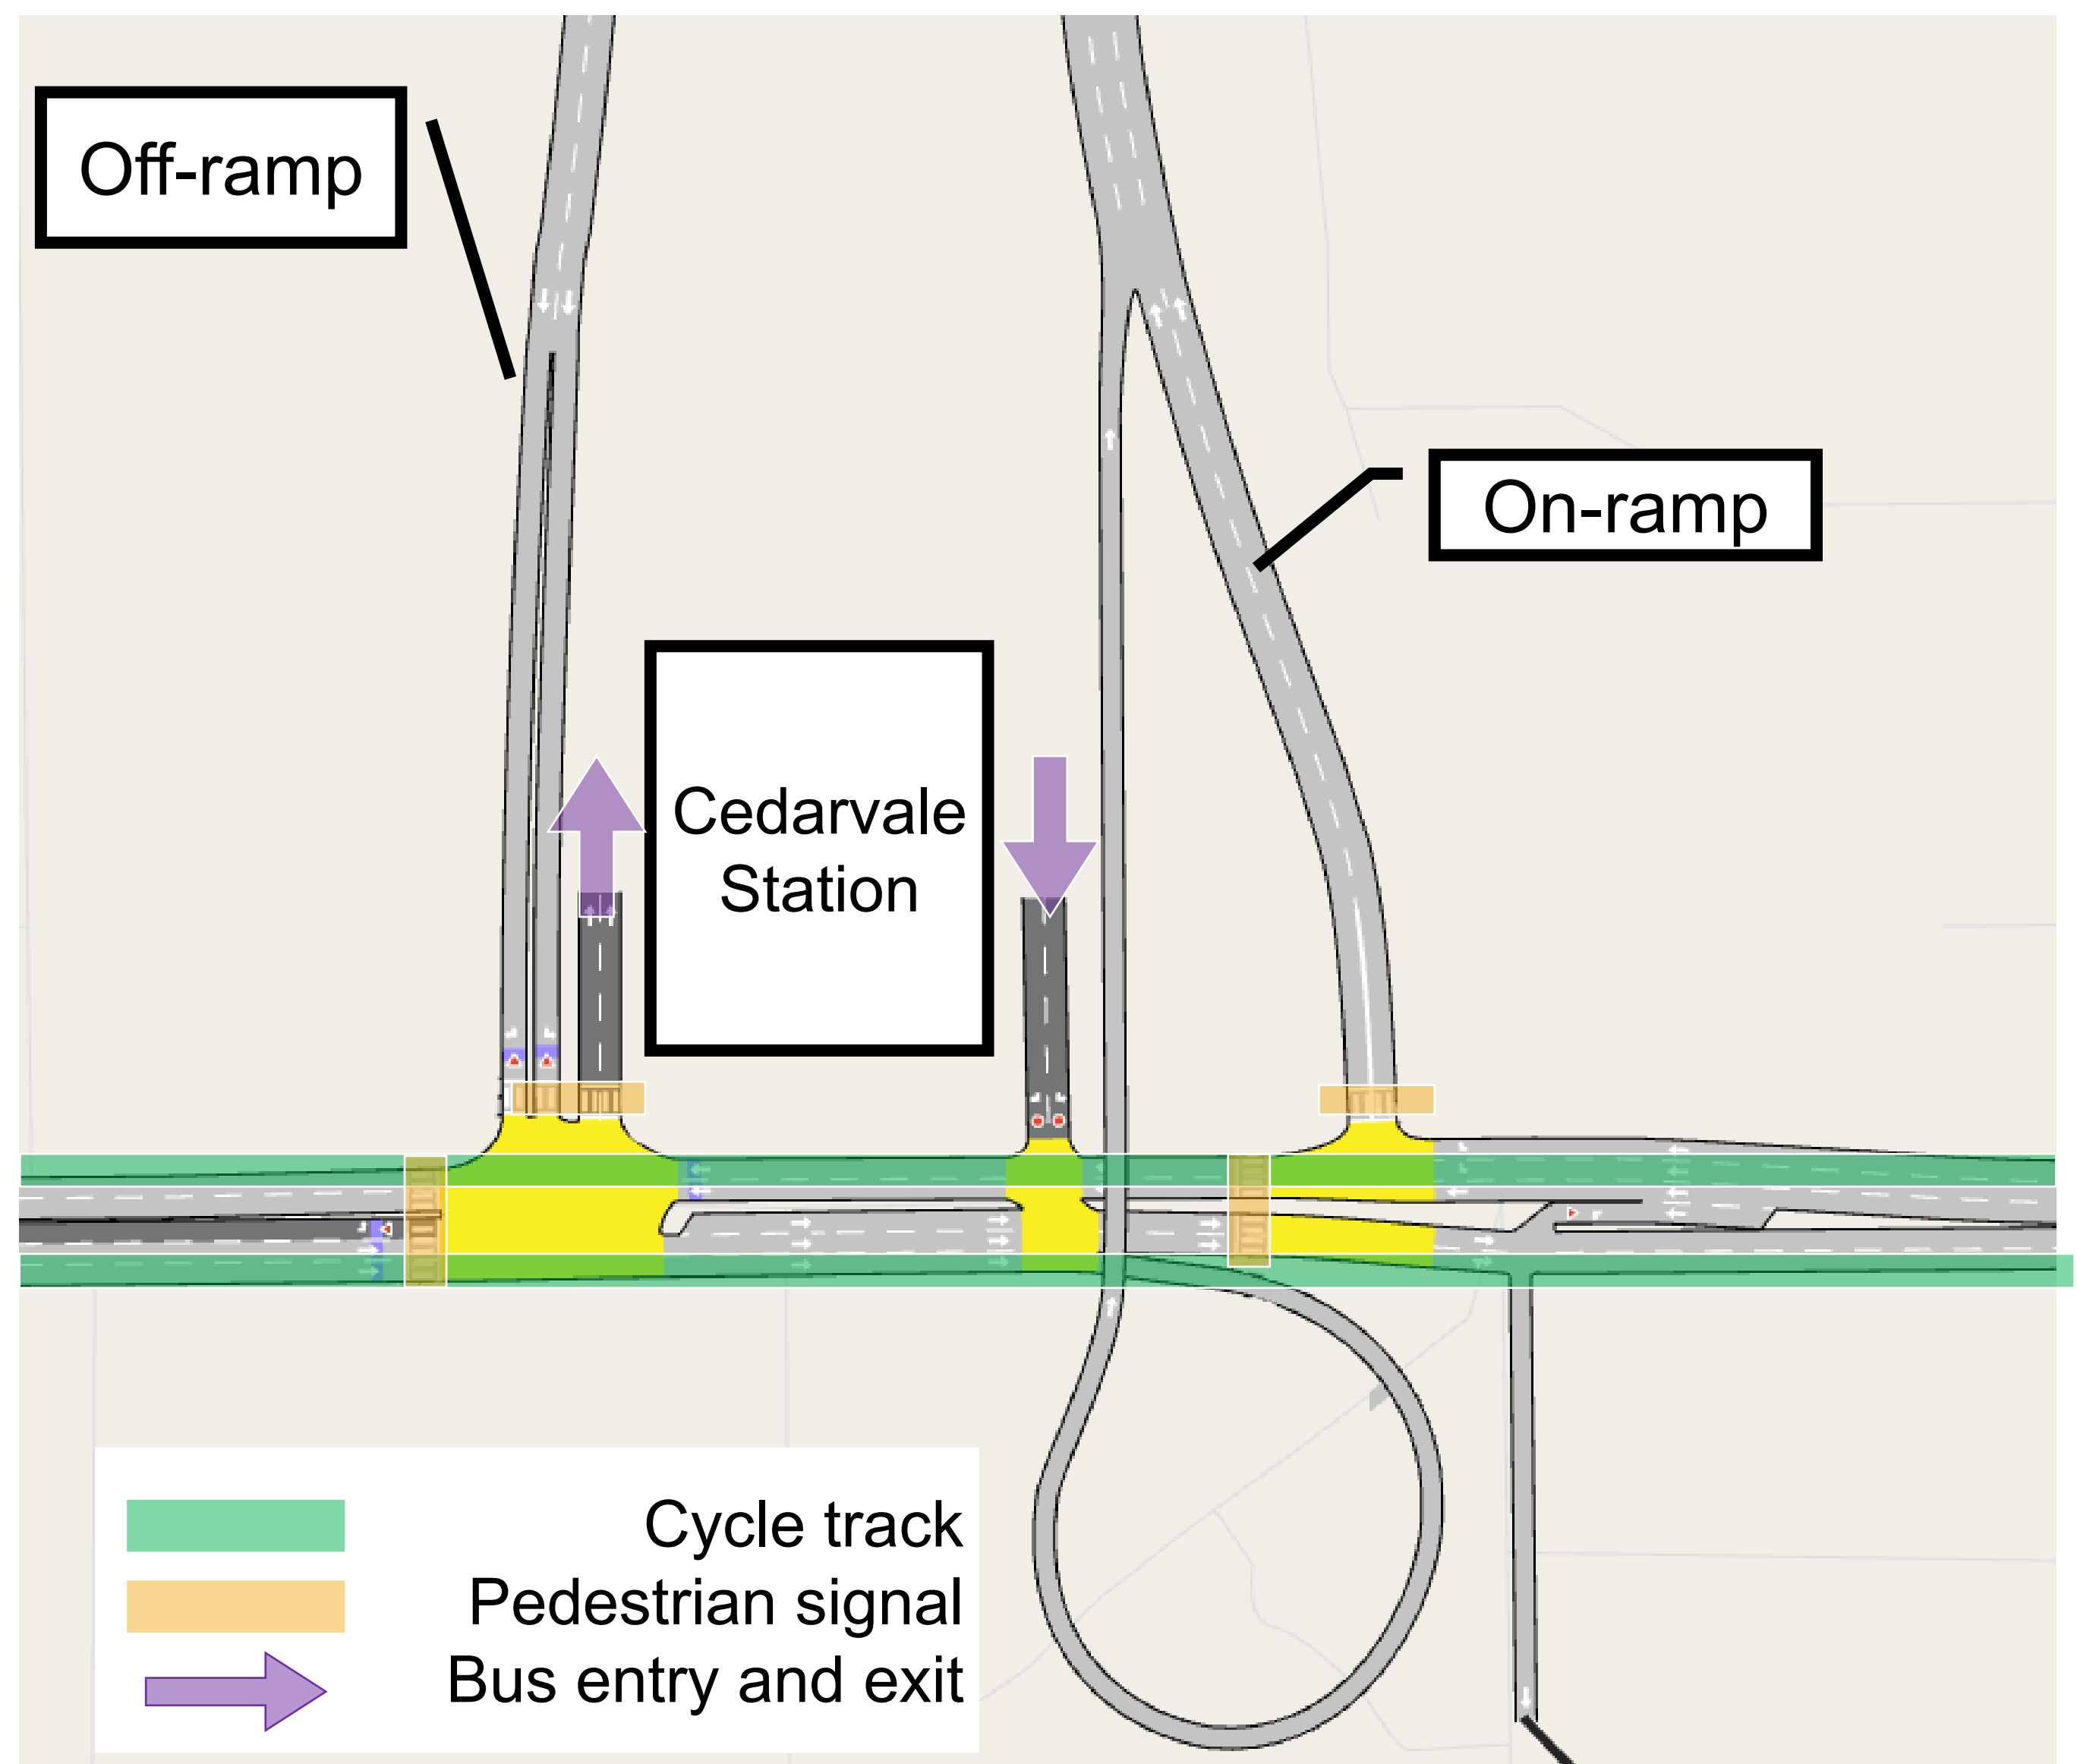 Off-ramp
On-ramp
Cedarvale
Station
Cycle track
Pedestrian signal
Bus entry and exit